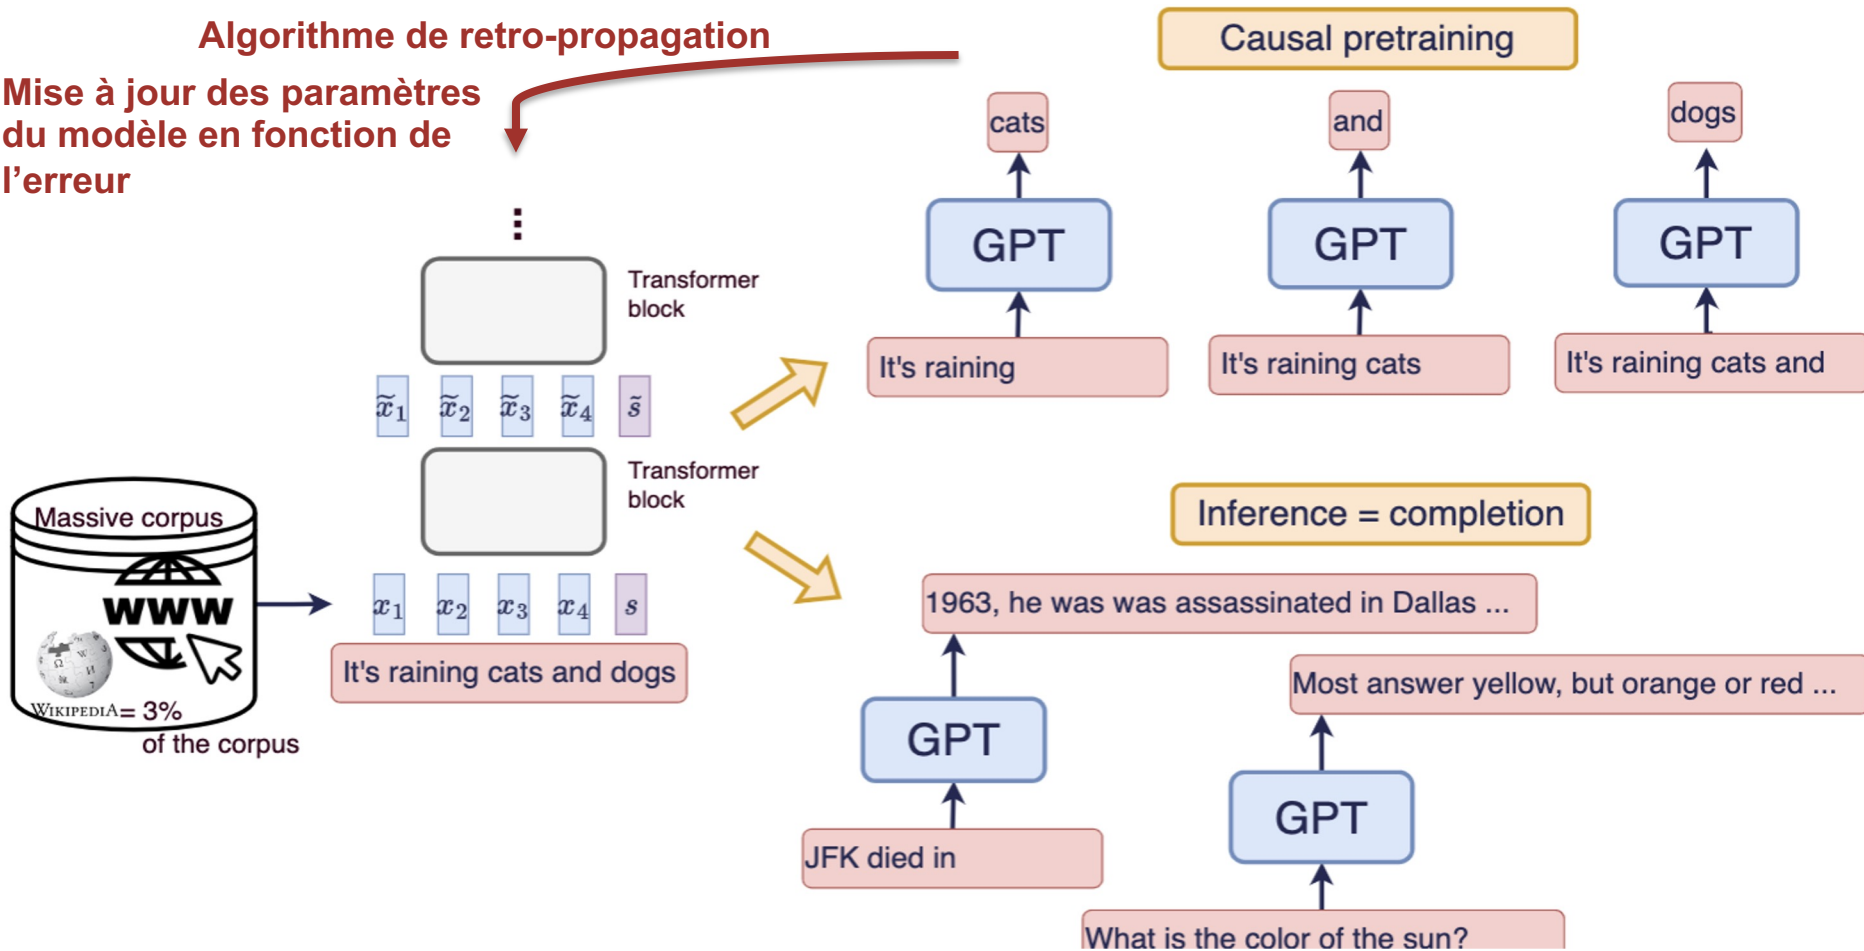 Algorithme de retro-propagation
Mise à jour des paramètres
du modèle en fonction de
l'erreur
Causal pretraining
cats
and
dogs
GPT
GPT
GPT
It's raining
It's raining cats
It's raining cats and
⋮
Transformer
block
x̃1 x̃2 x̃3 x̃4 s̃
Transformer
block
x1 x2 x3 x4 s
It's raining cats and dogs
Massive corpus
WWW
WIKIPEDIA = 3%
of the corpus
Inference = completion
1963, he was was assassinated in Dallas ...
GPT
JFK died in
Most answer yellow, but orange or red ...
GPT
What is the color of the sun?